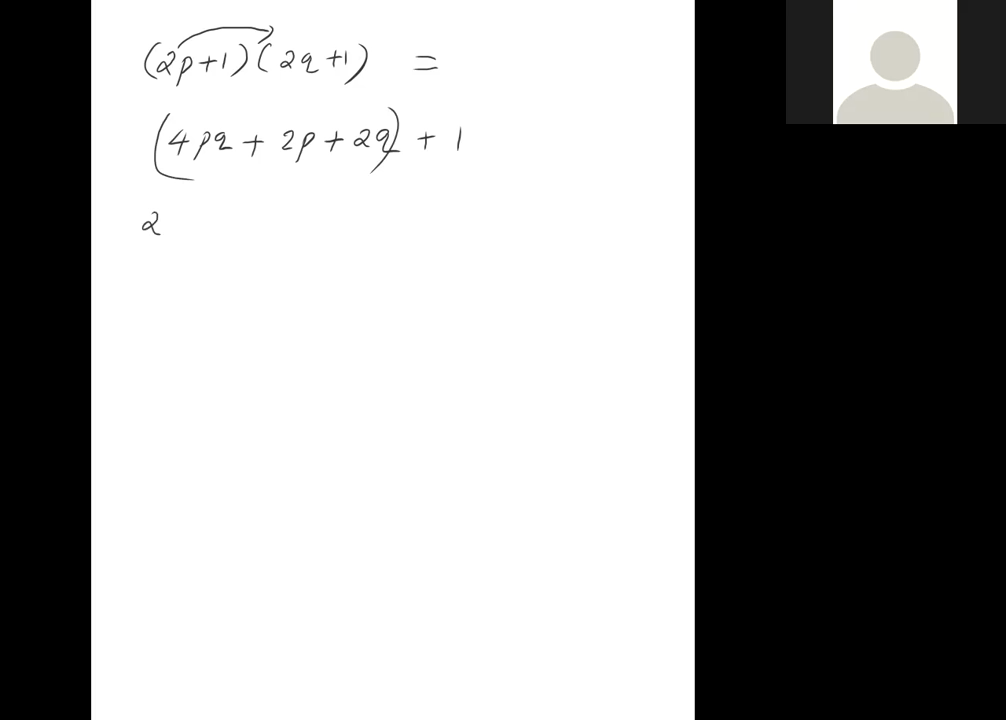 (2p+1)(2q+1) =
(4pq + 2p + 2q) + 1
2